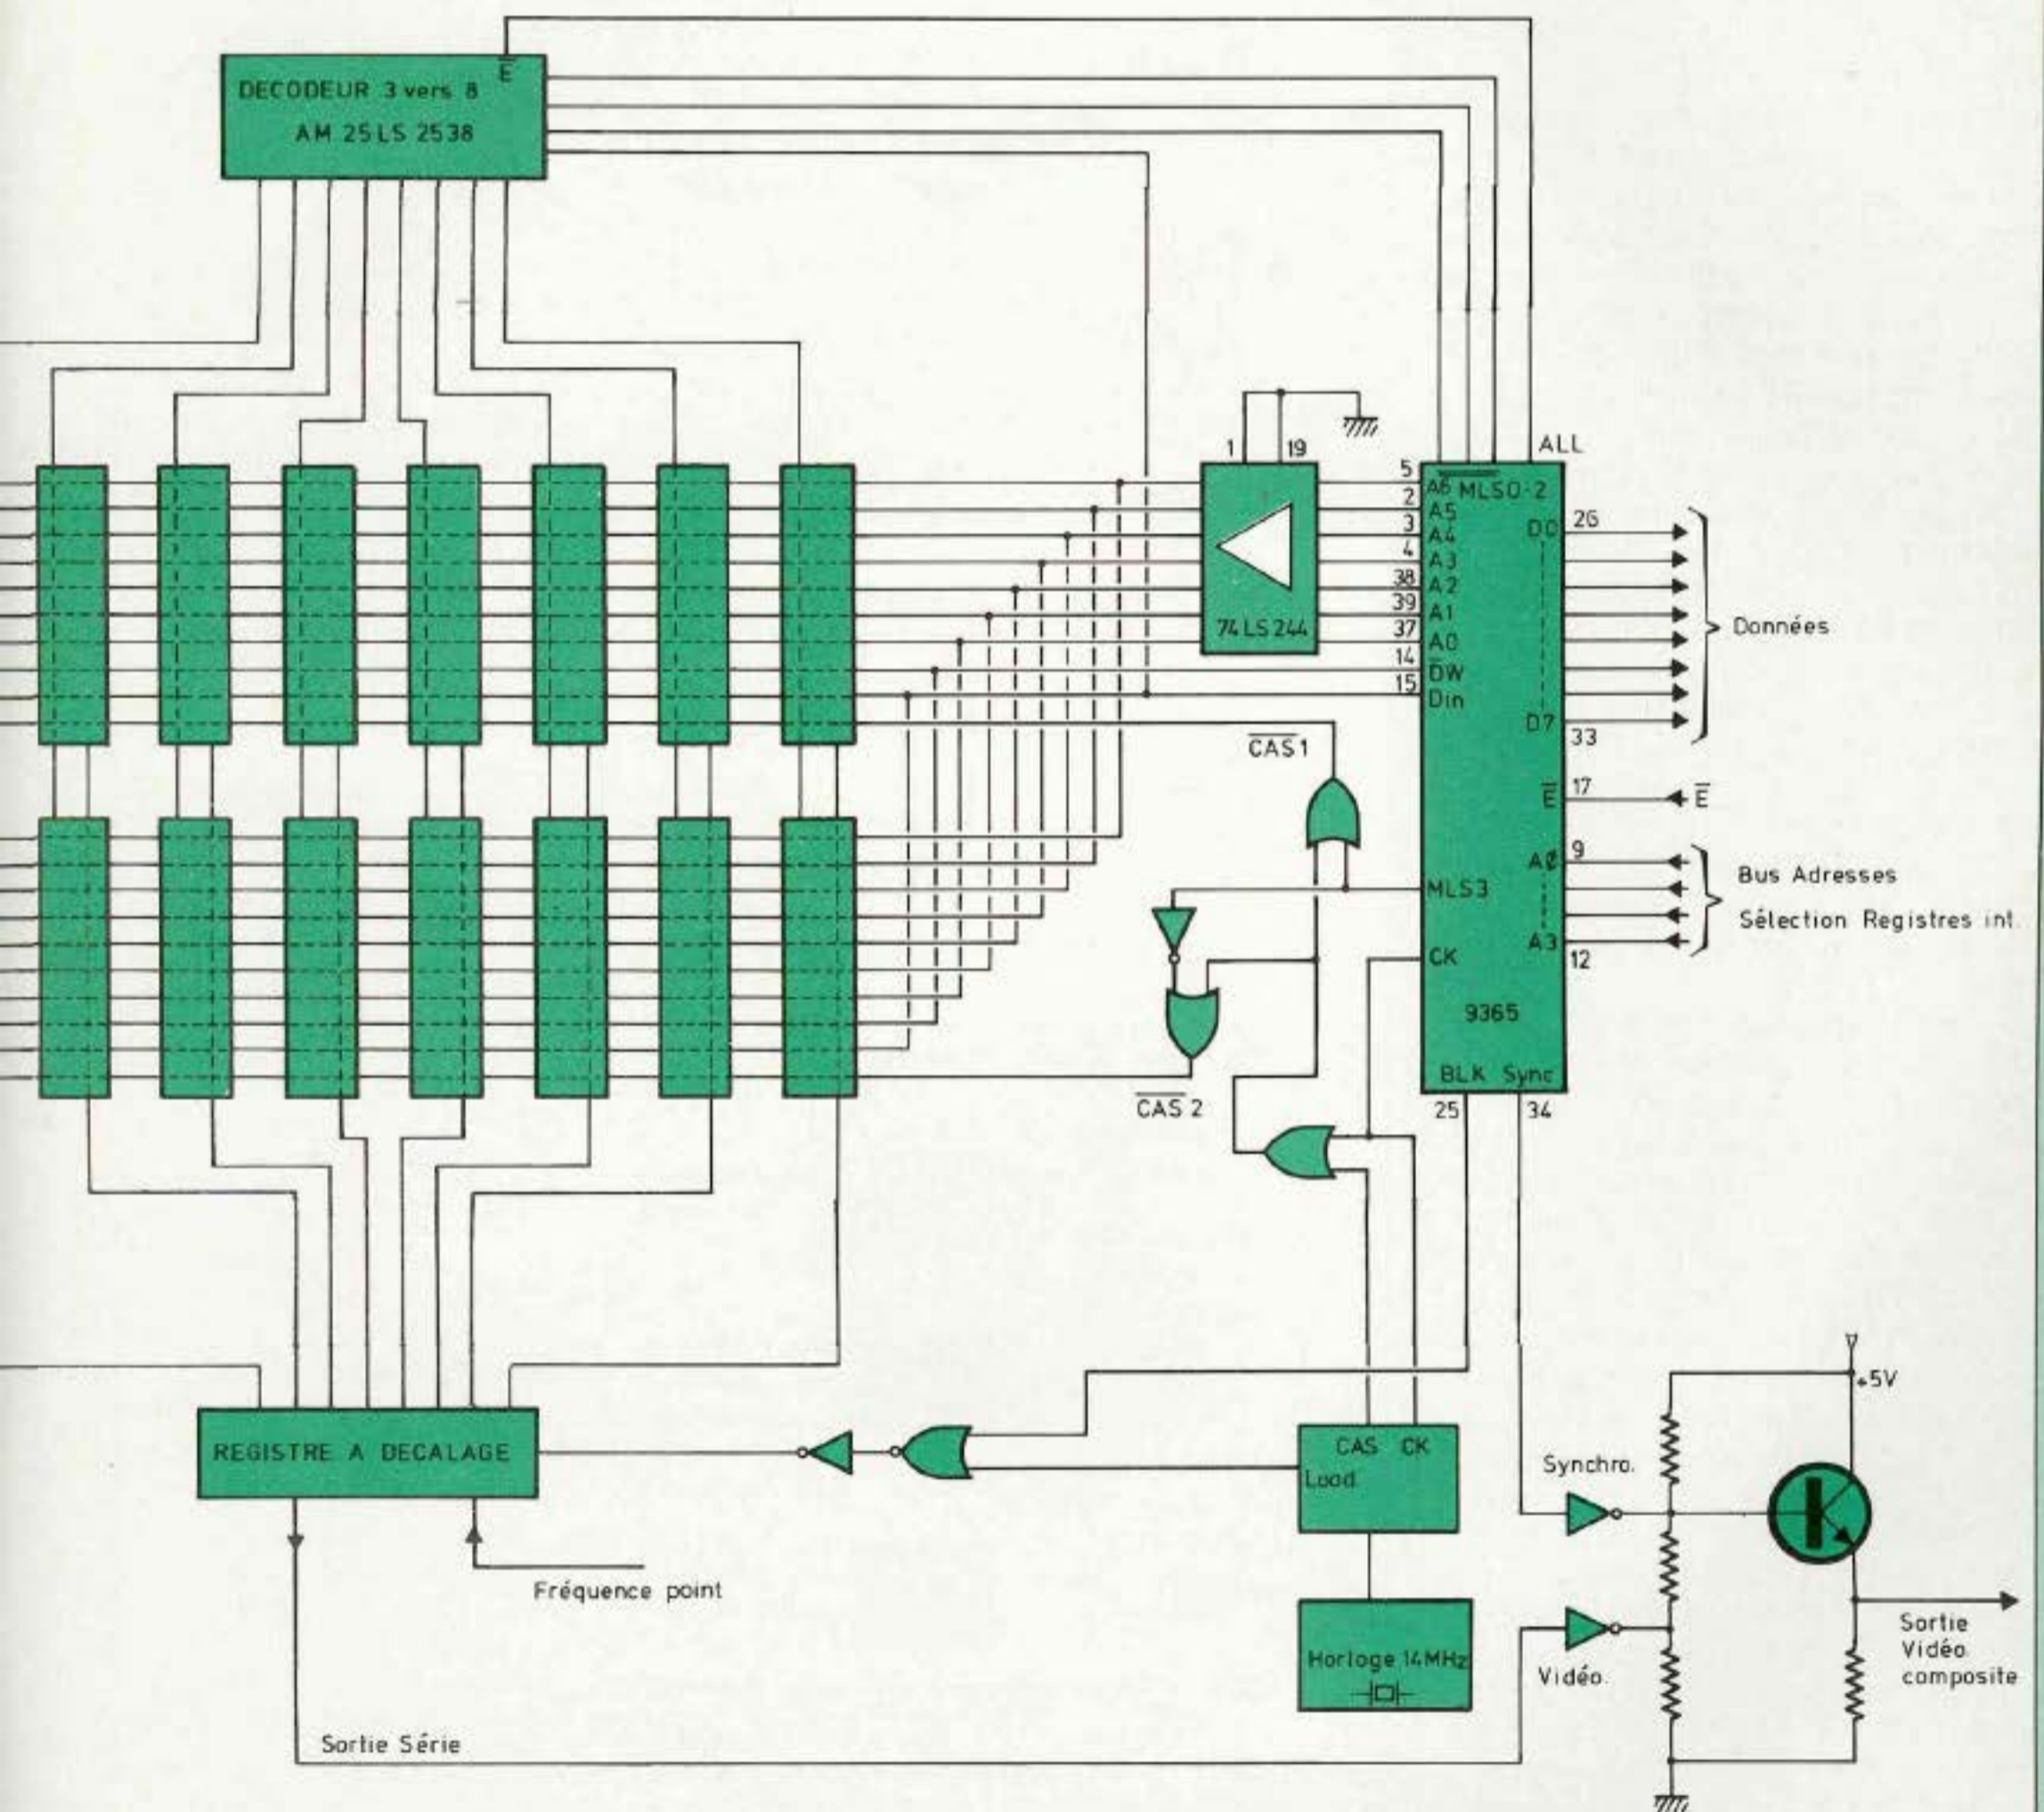 E
DECODEUR 3 vers 8
AM 25 LS 2538
1
19
ALL
5
A6 MLS0-2
2
A5
3
A4
4
A3
38
A2
39
A1
37
A0
14
DW
15
Din
74 LS 244
D0
26
D7
33
Données
CAS 1
E
17
E
9
A0
A3
12
Bus Adresses
Sélection Registres int.
MLS3
CK
9365
BLK Sync
25
34
CAS 2
+5V
REGISTRE A DECALAGE
CAS CK
Load
Synchro.
Fréquence point
Horloge 14MHz
Vidéo.
Sortie
Vidéo
composite
Sortie Série